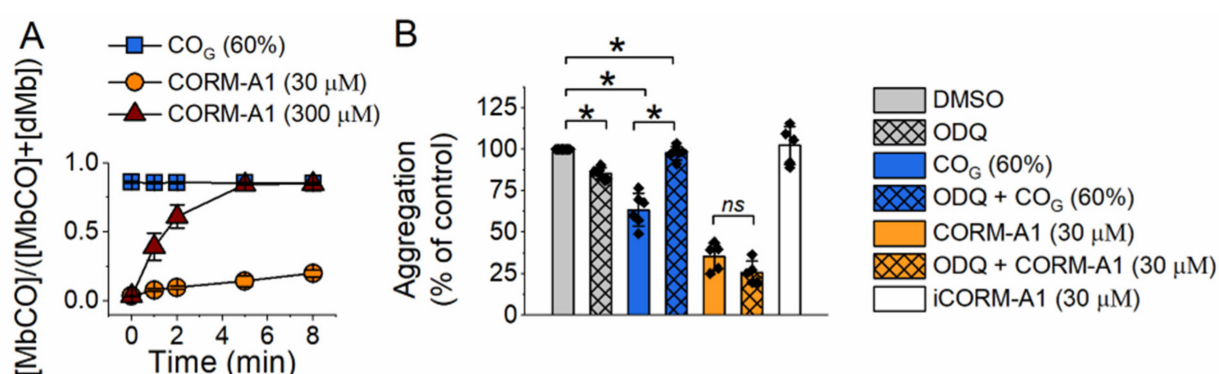 A
CO_G (60%)
CORM-A1 (30 μM)
CORM-A1 (300 μM)
[MbCO]/([MbCO]+[dMb])
1.0
0.5
0.0
0 2 4 6 8
Time (min)
B
Aggregation
(% of control)
125
100
75
50
25
0
*
*
* *
ns
DMSO
ODQ
CO_G (60%)
ODQ + CO_G (60%)
CORM-A1 (30 μM)
ODQ + CORM-A1 (30 μM)
iCORM-A1 (30 μM)